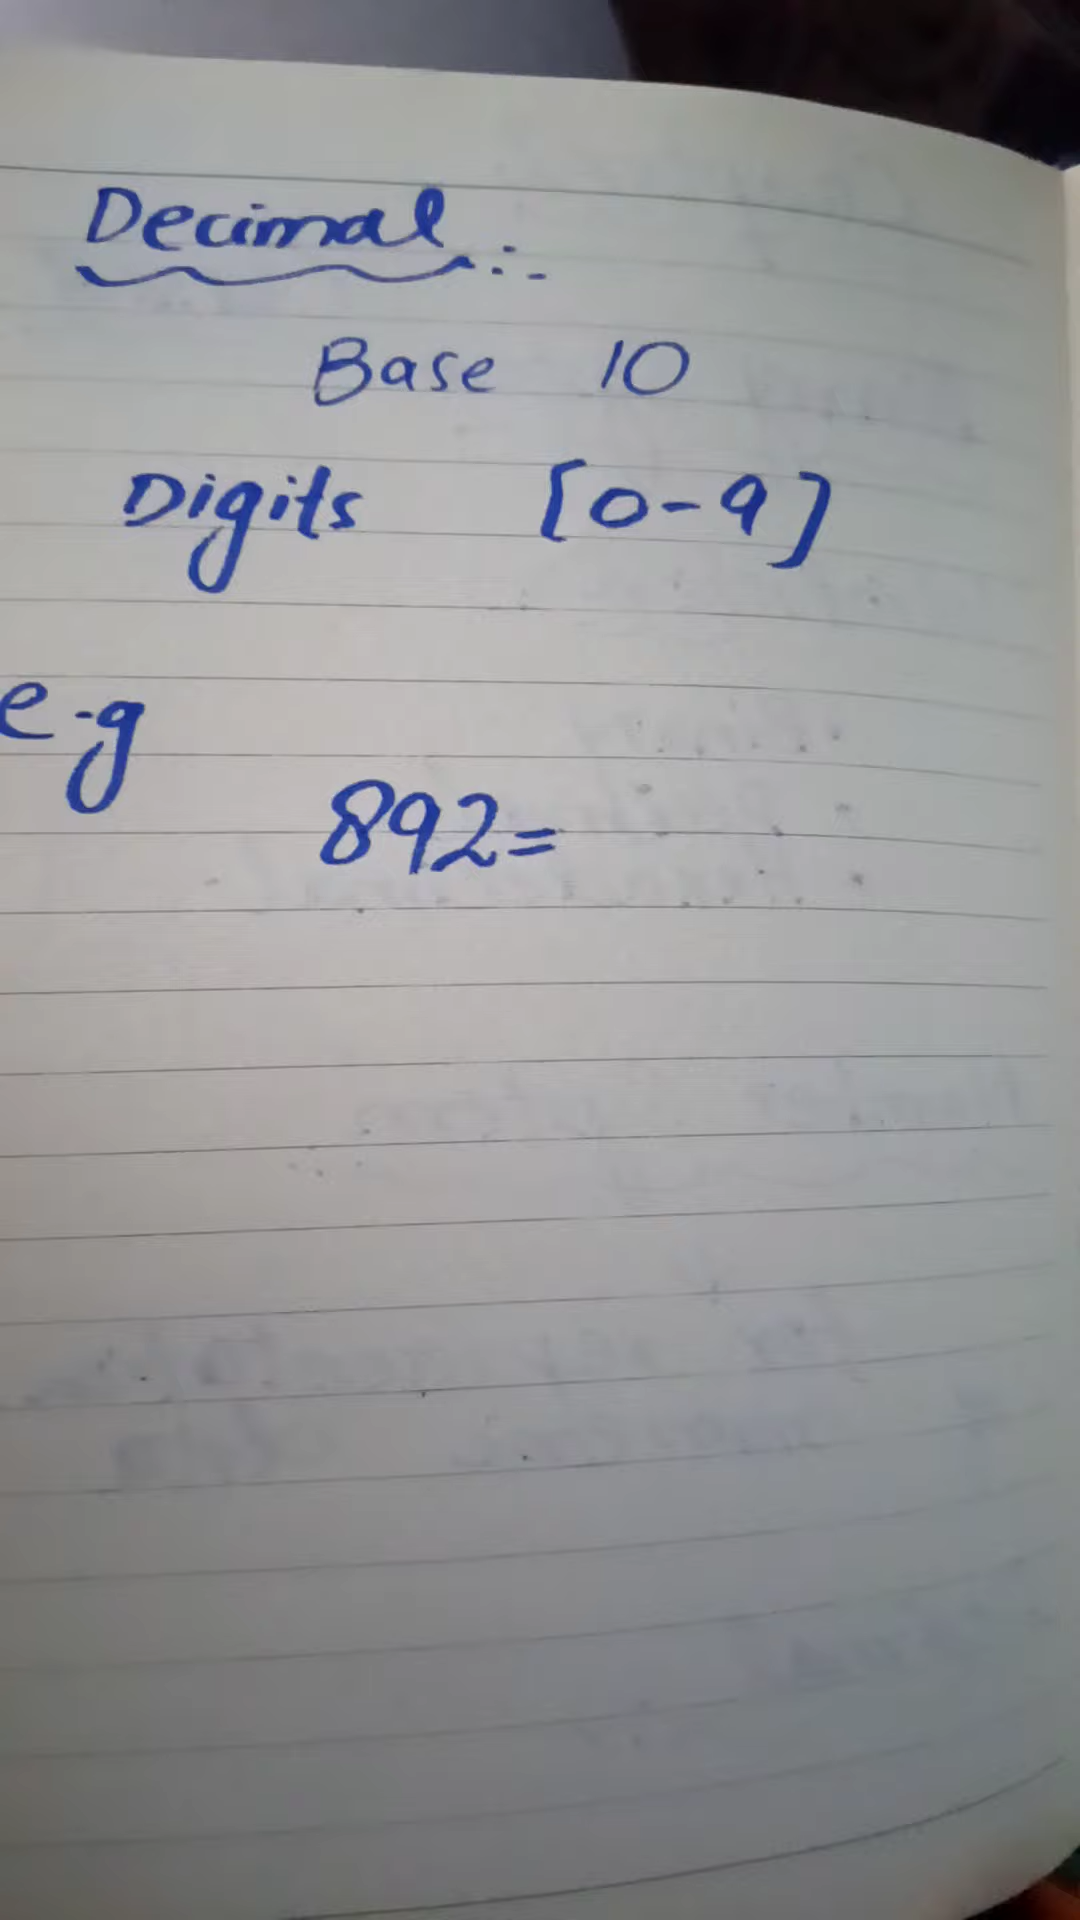 Decimal :-
Base 10
Digits [0-9]
e.g
892=